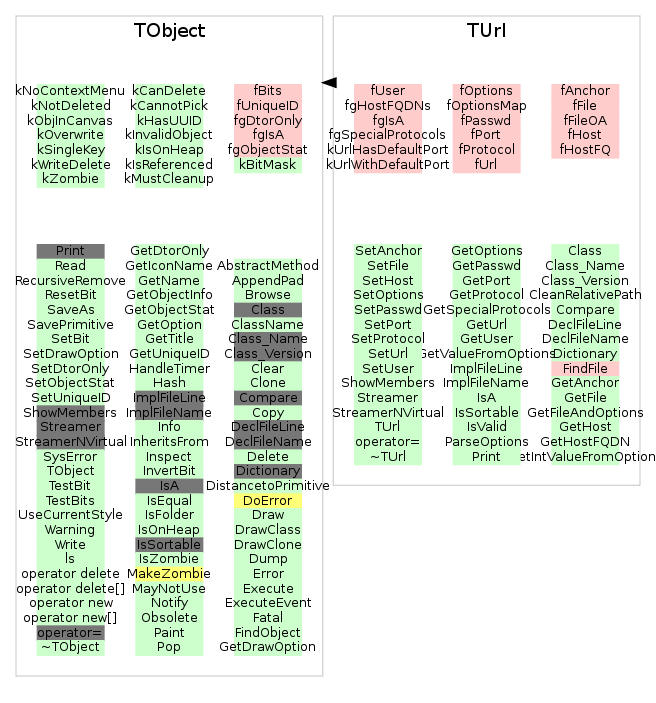 TObject
kNoContextMenu
kNotDeleted
kObjInCanvas
kOverwrite
kSingleKey
kWriteDelete
kZombie
kCanDelete
kCannotPick
kHasUUID
kInvalidObject
kIsOnHeap
kIsReferenced
kMustCleanup
fBits
fUniqueID
fgDtorOnly
fgIsA
fgObjectStat
kBitMask
Print
Read
RecursiveRemove
ResetBit
SaveAs
SavePrimitive
SetBit
SetDrawOption
SetDtorOnly
SetObjectStat
SetUniqueID
ShowMembers
Streamer
StreamerNVirtual
SysError
TObject
TestBit
TestBits
UseCurrentStyle
Warning
Write
ls
operator delete
operator delete[]
operator new
operator new[]
operator=
~TObject
GetDtorOnly
GetIconName
GetName
GetObjectInfo
GetObjectStat
GetOption
GetTitle
GetUniqueID
HandleTimer
Hash
ImplFileLine
ImplFileName
Info
InheritsFrom
Inspect
InvertBit
IsA
IsEqual
IsFolder
IsOnHeap
IsSortable
IsZombie
MakeZombie
MayNotUse
Notify
Obsolete
Paint
Pop
AbstractMethod
AppendPad
Browse
Class
ClassName
Class_Name
Class_Version
Clear
Clone
Compare
Copy
DeclFileLine
DeclFileName
Delete
Dictionary
DistancetoPrimitive
DoError
Draw
DrawClass
DrawClone
Dump
Error
Execute
ExecuteEvent
Fatal
FindObject
GetDrawOption
TUrl
fUser
fgHostFQDNs
fgIsA
fgSpecialProtocols
kUrlHasDefaultPort
kUrlWithDefaultPort
fOptions
fOptionsMap
fPasswd
fPort
fProtocol
fUrl
fAnchor
fFile
fFileOA
fHost
fHostFQ
SetAnchor
SetFile
SetHost
SetOptions
SetPasswd
SetPort
SetProtocol
SetUrl
SetUser
ShowMembers
Streamer
StreamerNVirtual
TUrl
operator=
~TUrl
GetOptions
GetPasswd
GetPort
GetProtocol
GetSpecialProtocols
GetUrl
GetUser
GetValueFromOptions
ImplFileLine
ImplFileName
IsA
IsSortable
IsValid
ParseOptions
Print
Class
Class_Name
Class_Version
CleanRelativePath
Compare
DeclFileLine
DeclFileName
Dictionary
FindFile
GetAnchor
GetFile
GetFileAndOptions
GetHost
GetHostFQDN
etIntValueFromOption